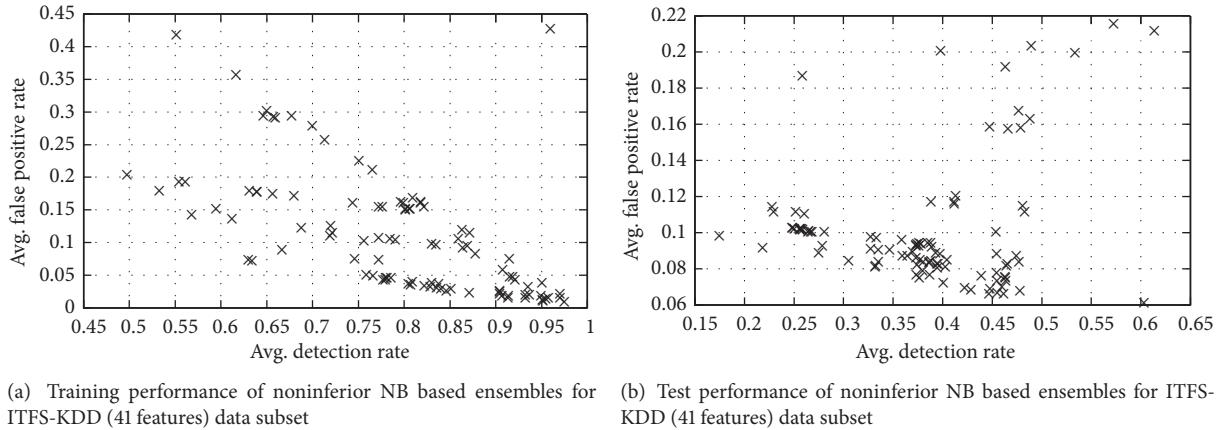 0.45
0.4
0.35
0.3
0.25
0.2
0.15
0.1
0.05
0
Avg. false positive rate
0.45 0.5 0.55 0.6 0.65 0.7 0.75 0.8 0.85 0.9 0.95 1
Avg. detection rate
(a) Training performance of noninferior NB based ensembles for
ITFS-KDD (41 features) data subset
0.22
0.2
0.18
0.16
0.12
0.12
0.1
0.08
0.06
Avg. false positive rate
0.15 0.2 0.25 0.3 0.35 0.4 0.45 0.5 0.55 0.6 0.65
Avg. detection rate
(b) Test performance of noninferior NB based ensembles for ITFS-
KDD (41 features) data subset